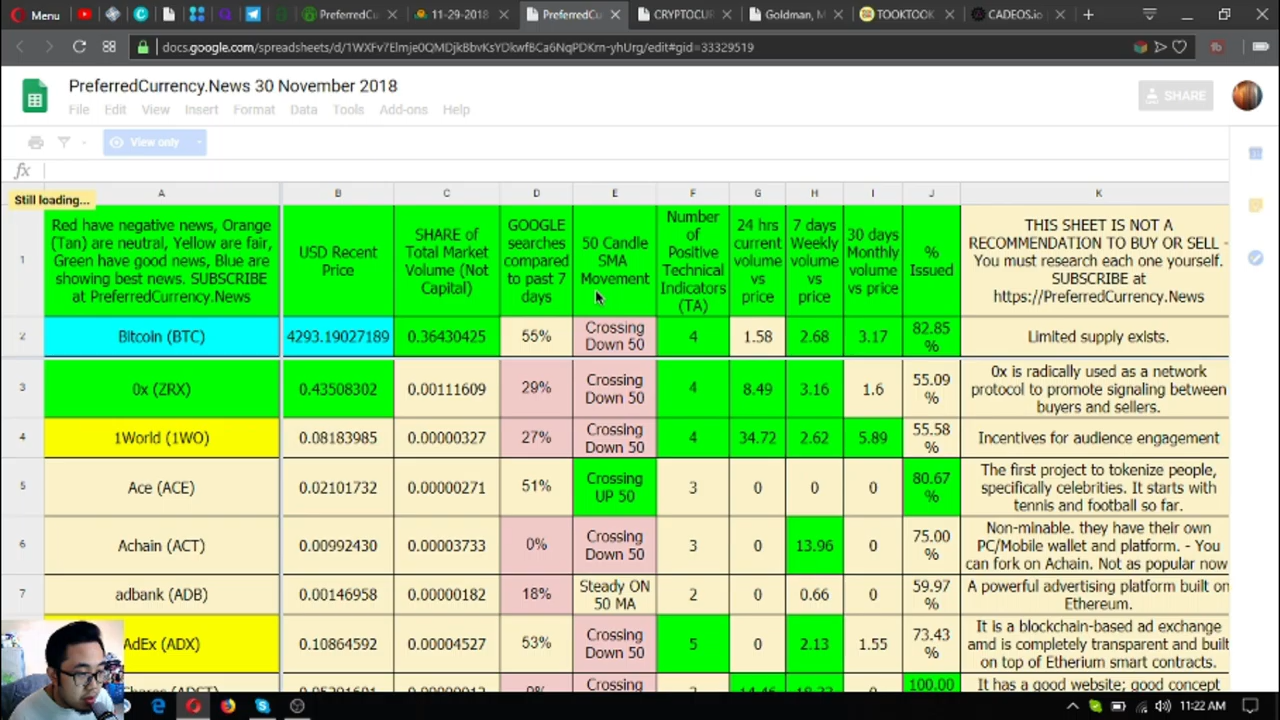 Menu
PreferredCu
11-29-2018
PreferredCu
CRYPTOCUF
Goldman, M
TOOKTOOK
CADEOS.io
docs.google.com/spreadsheets/d/1WXFv7Elmje0QMDjkBbvKsYDkwfBCa6NqPDKrn-yhUrg/edit#gid=33329519
PreferredCurrency.News 30 November 2018
File Edit View Insert Format Data Tools Add-ons Help
SHARE
View only
fx
Still loading...
A B C D E F G H I J K
1
Red have negative news, Orange
(Tan) are neutral, Yellow are fair,
Green have good news, Blue are
showing best news. SUBSCRIBE
at PreferredCurrency.News
USD Recent
Price
SHARE of
Total Market
Volume (Not
Capital)
GOOGLE
searches
compared
to past 7
days
50 Candle
SMA
Movement
Number
of
Positive
Technical
Indicators
(TA)
24 hrs
current
volume
vs
price
7 days
Weekly
volume
vs
price
30 days
Monthly
volume
vs price
%
Issued
THIS SHEET IS NOT A
RECOMMENDATION TO BUY OR SELL -
You must research each one yourself.
SUBSCRIBE at
https://PreferredCurrency.News
2
Bitcoin (BTC)
4293.19027189
0.36430425
55%
Crossing
Down 50
4
1.58
2.68
3.17
82.85
%
Limited supply exists.
3
0x (ZRX)
0.43508302
0.00111609
29%
Crossing
Down 50
4
8.49
3.16
1.6
55.09
%
0x is radically used as a network
protocol to promote signaling between
buyers and sellers.
4
1World (1WO)
0.08183985
0.00000327
27%
Crossing
Down 50
4
34.72
2.62
5.89
55.58
%
Incentives for audience engagement
5
Ace (ACE)
0.02101732
0.00000271
51%
Crossing
UP 50
3
0
0
0
80.67
%
The first project to tokenize people,
specifically celebrities. It starts with
tennis and football so far.
6
Achain (ACT)
0.00992430
0.00003733
0%
Crossing
Down 50
3
0
13.96
0
75.00
%
Non-minable. they have their own
PC/Mobile wallet and platform. - You
can fork on Achain. Not as popular now
7
adbank (ADB)
0.00146958
0.00000182
18%
Steady ON
50 MA
2
0
0.66
0
59.97
%
A powerful advertising platform built on
Ethereum.
AdEx (ADX)
0.10864592
0.00004527
53%
Crossing
Down 50
5
0
2.13
1.55
73.43
%
It is a blockchain-based ad exchange
amd is completely transparent and built
on top of Etherium smart contracts.
Crossing
100.00
It has a good website; good concept
11:22 AM